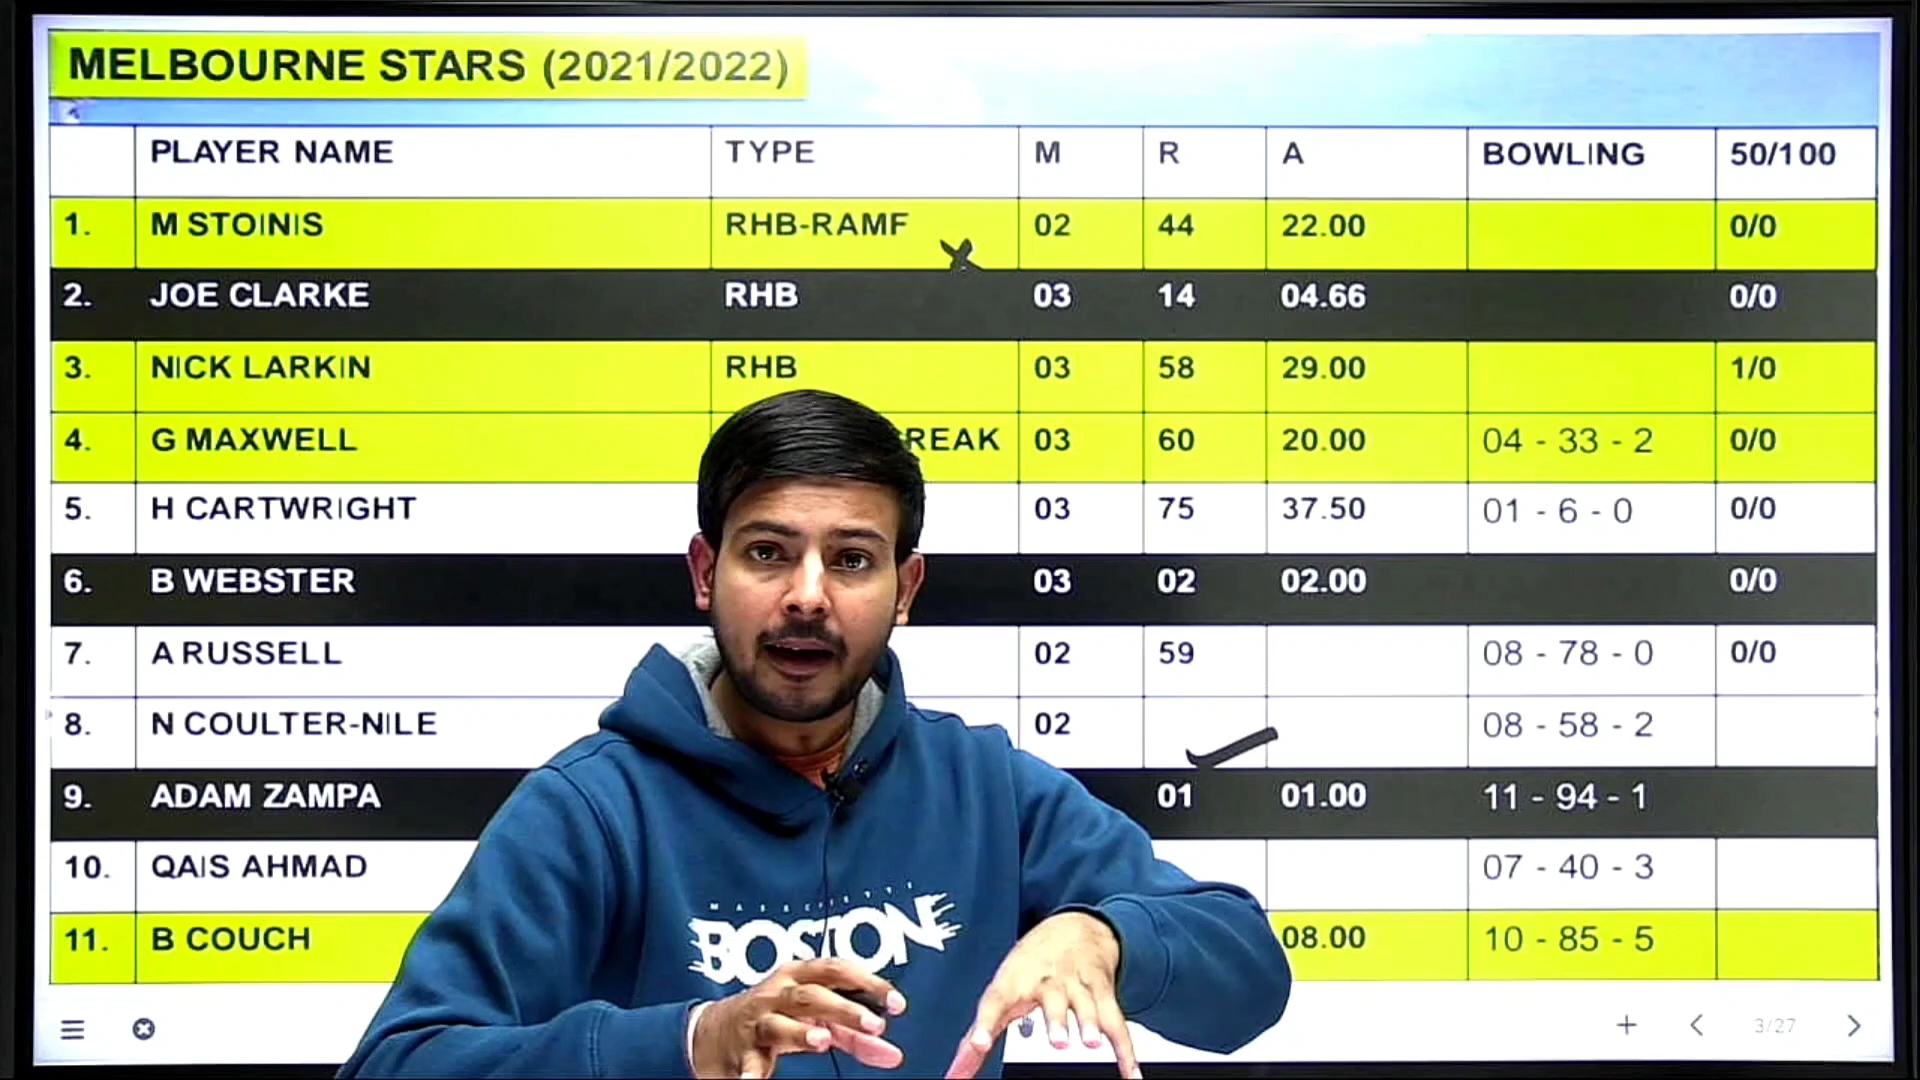 MELBOURNE STARS (2021/2022)
PLAYER NAME TYPE M R A BOWLING 50/100
1. M STOINIS RHB-RAMF 02 44 22.00 0/0
2. JOE CLARKE RHB 03 14 04.66 0/0
3. NICK LARKIN RHB 03 58 29.00 1/0
4. G MAXWELL REAK 03 60 20.00 04 - 33 - 2 0/0
5. H CARTWRIGHT 03 75 37.50 01 - 6 - 0 0/0
6. B WEBSTER 03 02 02.00 0/0
7. A RUSSELL 02 59 08 - 78 - 0 0/0
8. N COULTER-NILE 02 08 - 58 - 2
9. ADAM ZAMPA 01 01.00 11 - 94 - 1
10. QAIS AHMAD 07 - 40 - 3
11. B COUCH 08.00 10 - 85 - 5
BOSTON
3/27